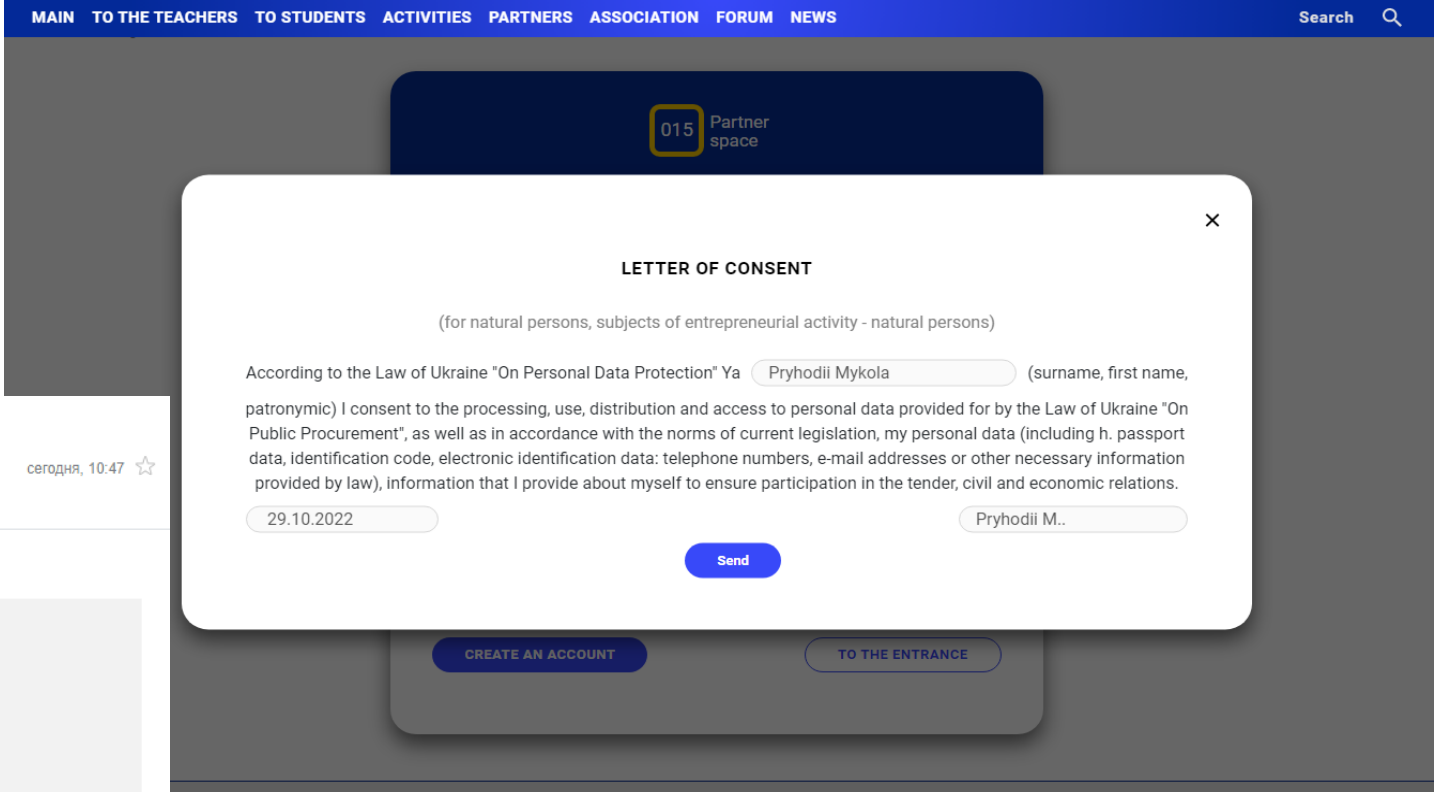 MAIN TO THE TEACHERS TO STUDENTS ACTIVITIES PARTNERS ASSOCIATION FORUM NEWS Search
015 Partner
space
LETTER OF CONSENT
(for natural persons, subjects of entrepreneurial activity - natural persons)
According to the Law of Ukraine "On Personal Data Protection" Ya Pryhodii Mykola (surname, first name,
patronymic) I consent to the processing, use, distribution and access to personal data provided for by the Law of Ukraine "On
Public Procurement", as well as in accordance with the norms of current legislation, my personal data (including h. passport
data, identification code, electronic identification data: telephone numbers, e-mail addresses or other necessary information
provided by law), information that I provide about myself to ensure participation in the tender, civil and economic relations.
29.10.2022 Pryhodii M..
Send
CREATE AN ACCOUNT TO THE ENTRANCE
сегодня, 10:47